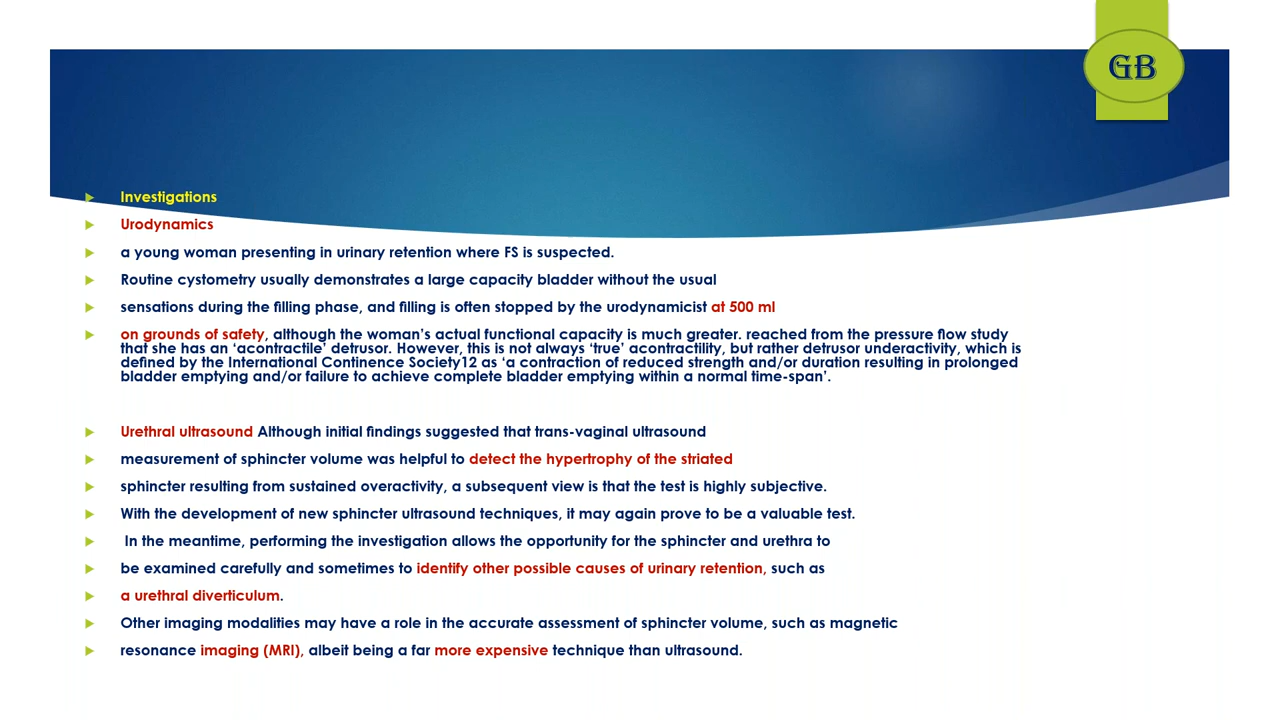 GB
Investigations
Urodynamics
a young woman presenting in urinary retention where FS is suspected.
Routine cystometry usually demonstrates a large capacity bladder without the usual
sensations during the filling phase, and filling is often stopped by the urodynamicist at 500 ml
on grounds of safety, although the woman’s actual functional capacity is much greater. reached from the pressure flow study
that she has an ‘acontractile’ detrusor. However, this is not always ‘true’ acontractility, but rather detrusor underactivity, which is
defined by the International Continence Society12 as ‘a contraction of reduced strength and/or duration resulting in prolonged
bladder emptying and/or failure to achieve complete bladder emptying within a normal time-span’.
Urethral ultrasound Although initial findings suggested that trans-vaginal ultrasound
measurement of sphincter volume was helpful to detect the hypertrophy of the striated
sphincter resulting from sustained overactivity, a subsequent view is that the test is highly subjective.
With the development of new sphincter ultrasound techniques, it may again prove to be a valuable test.
In the meantime, performing the investigation allows the opportunity for the sphincter and urethra to
be examined carefully and sometimes to identify other possible causes of urinary retention, such as
a urethral diverticulum.
Other imaging modalities may have a role in the accurate assessment of sphincter volume, such as magnetic
resonance imaging (MRI), albeit being a far more expensive technique than ultrasound.